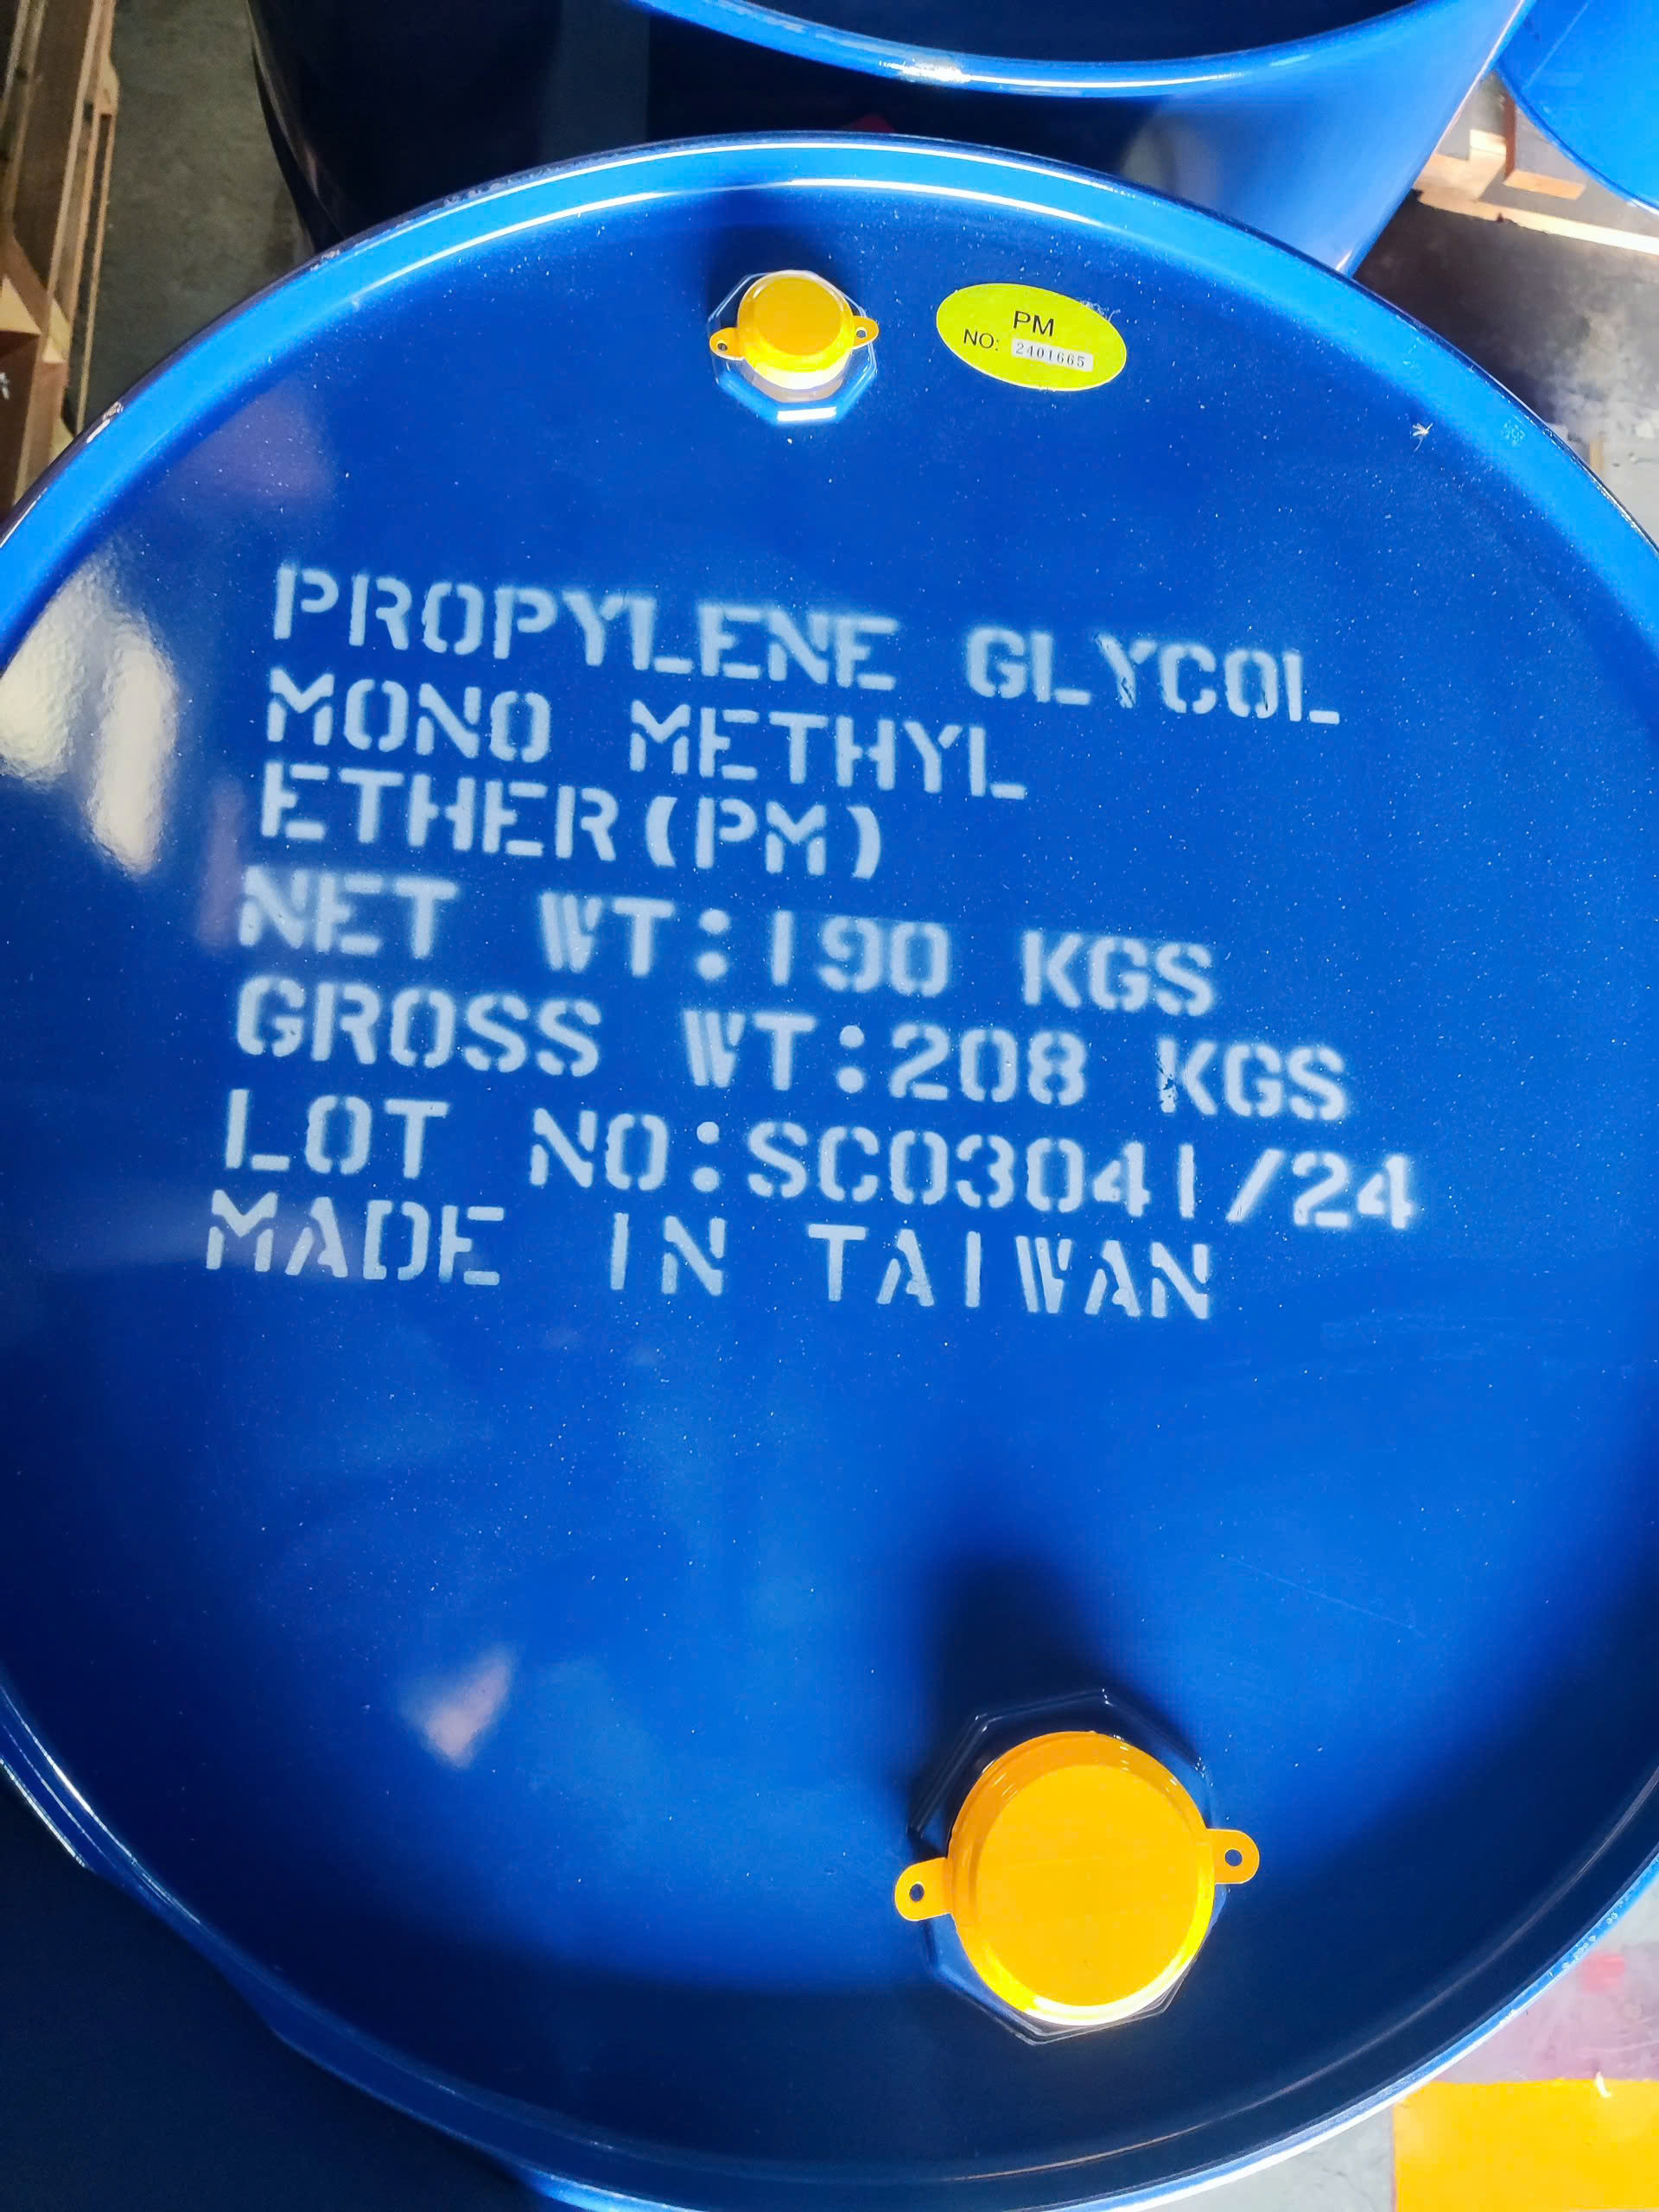 PM
NO: 2401665
PROPYLENE GLYCOL
MONO METHYL
ETHER(PM)
NET WT:190 KGS
GROSS WT:208 KGS
LOT NO:SC03041/24
MADE IN TAIWAN